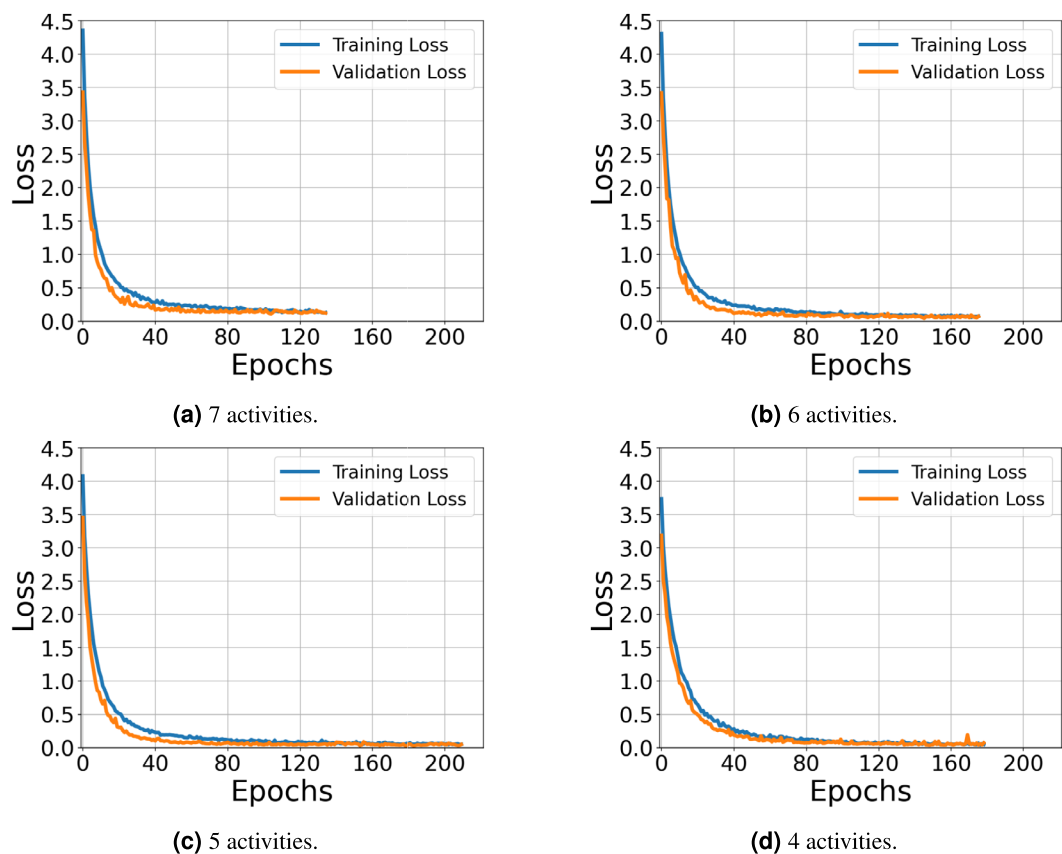 4.5
4.0
3.5
3.0
2.5
2.0
1.5
1.0
0.5
0.0
Loss
Training Loss
Validation Loss
0 40 80 120 160 200
Epochs
(a) 7 activities.
4.5
4.0
3.5
3.0
2.5
2.0
1.5
1.0
0.5
0.0
Loss
Training Loss
Validation Loss
0 40 80 120 160 200
Epochs
(b) 6 activities.
4.5
4.0
3.5
3.0
2.5
2.0
1.5
1.0
0.5
0.0
Loss
Training Loss
Validation Loss
0 40 80 120 160 200
Epochs
(c) 5 activities.
4.5
4.0
3.5
3.0
2.5
2.0
1.5
1.0
0.5
0.0
Loss
Training Loss
Validation Loss
0 40 80 120 160 200
Epochs
(d) 4 activities.